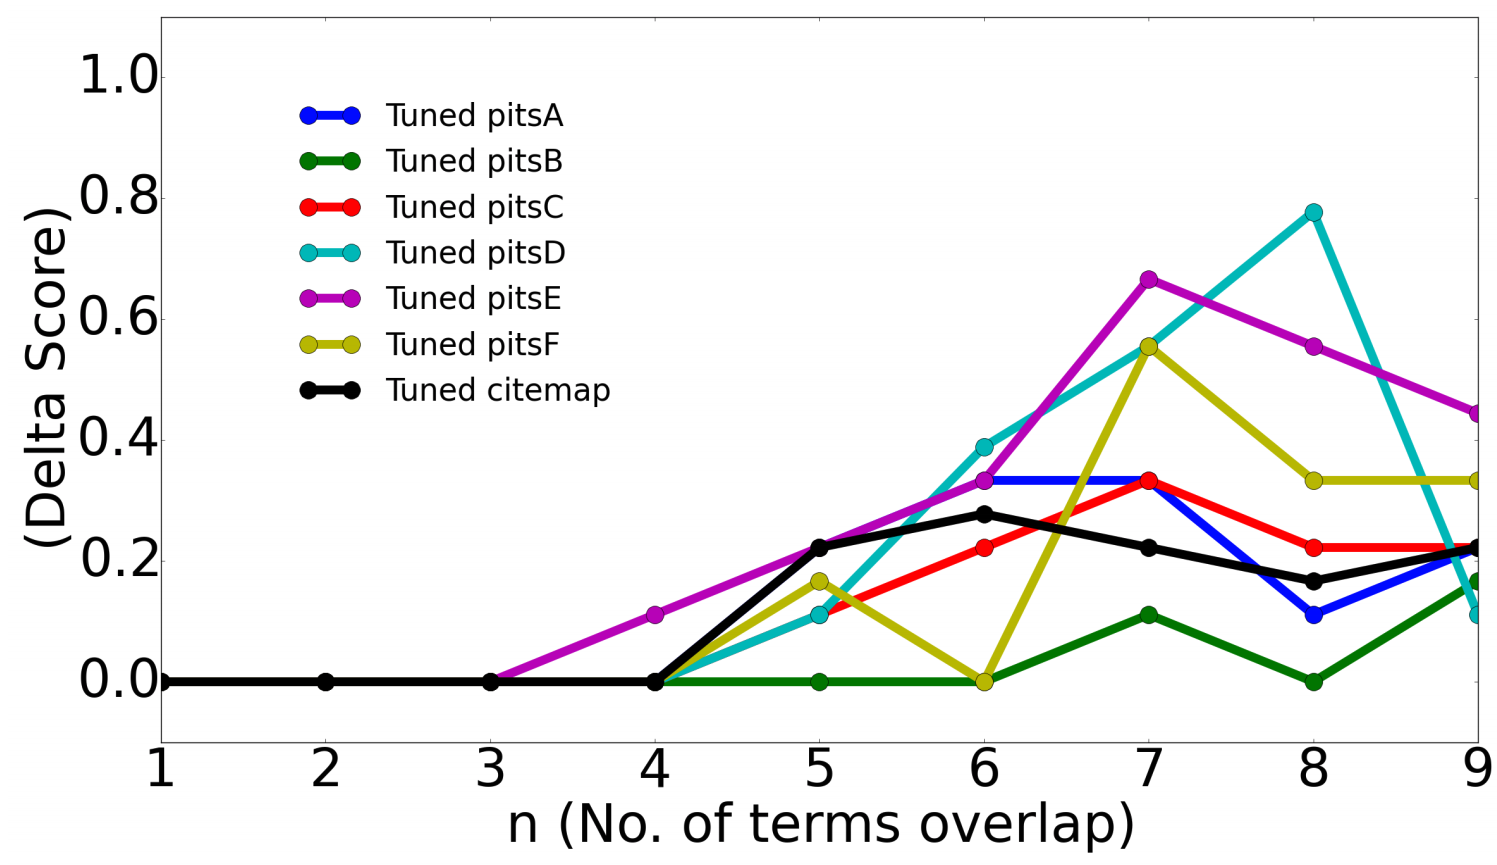 1.0
0.8
0.6
0.4
0.2
0.0
(Delta Score)
Tuned pitsA
Tuned pitsB
Tuned pitsC
Tuned pitsD
Tuned pitsE
Tuned pitsF
Tuned citemap
1 2 3 4 5 6 7 8 9
n (No. of terms overlap)